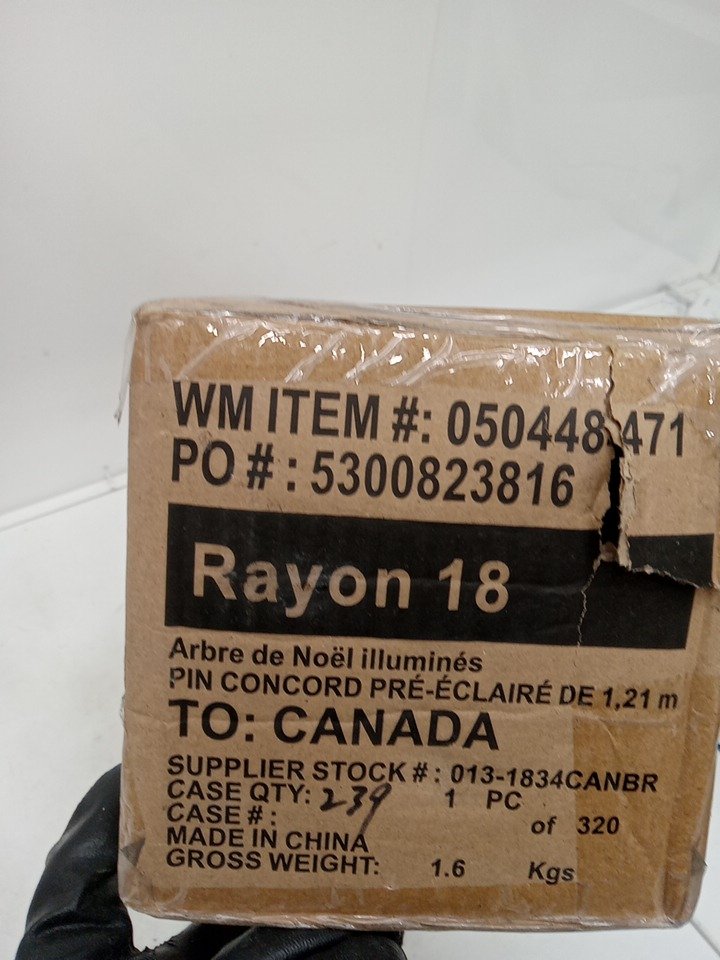 WM ITEM #: 050448471
PO # : 5300823816
Rayon 18
Arbre de Noël illuminés
PIN CONCORD PRÉ-ÉCLAIRÉ DE 1,21 m
TO: CANADA
SUPPLIER STOCK # : 013-1834CANBR
CASE QTY: 1 PC
CASE # : 239 of 320
MADE IN CHINA
GROSS WEIGHT: 1.6 Kgs